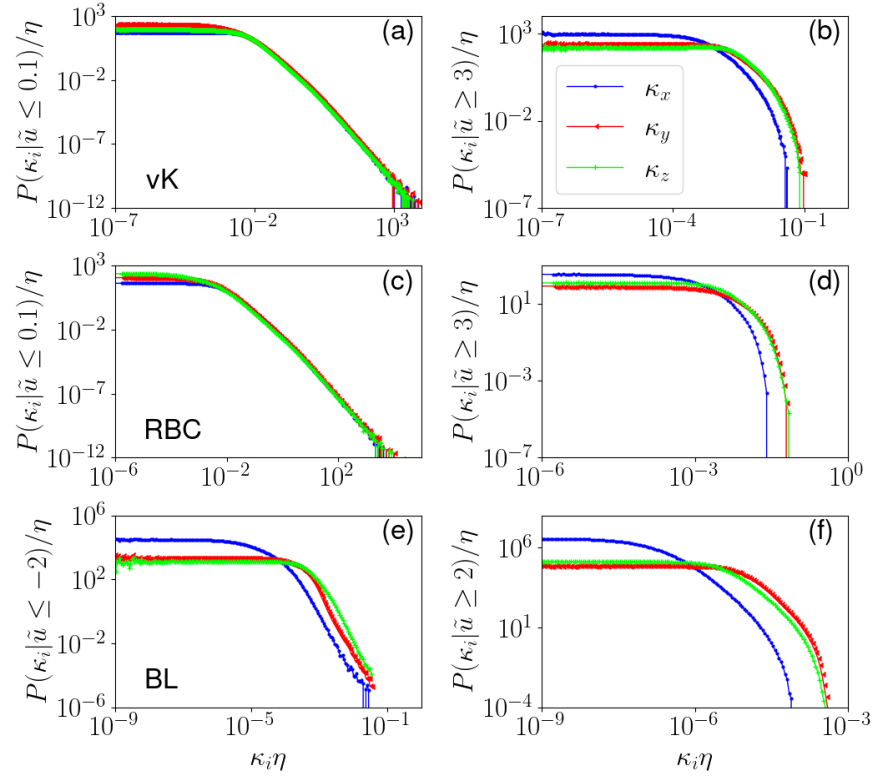 (a)
P(κ_i|ũ ≤ 0.1)/η
10^{-2}
10^{-7}
10^{-12}
vK
10^{-7} 10^{-2} 10^{3}
(b)
P(κ_i|ũ ≥ 3)/η
10^{3}
10^{-2}
10^{-7}
κ_x
κ_y
κ_z
10^{-7} 10^{-4} 10^{-1}
(c)
P(κ_i|ũ ≤ 0.1)/η
10^{3}
10^{-2}
10^{-7}
10^{-12}
RBC
10^{-6} 10^{-2} 10^{2}
(d)
P(κ_i|ũ ≥ 3)/η
10^{1}
10^{-3}
10^{-7}
10^{-6} 10^{-3} 10^{0}
(e)
P(κ_i|ũ ≤ −2)/η
10^{6}
10^{2}
10^{-2}
10^{-6}
BL
10^{-9} 10^{-5} 10^{-1}
κ_iη
(f)
P(κ_i|ũ ≥ 2)/η
10^{6}
10^{1}
10^{-4}
10^{-9} 10^{-6} 10^{-3}
κ_iη